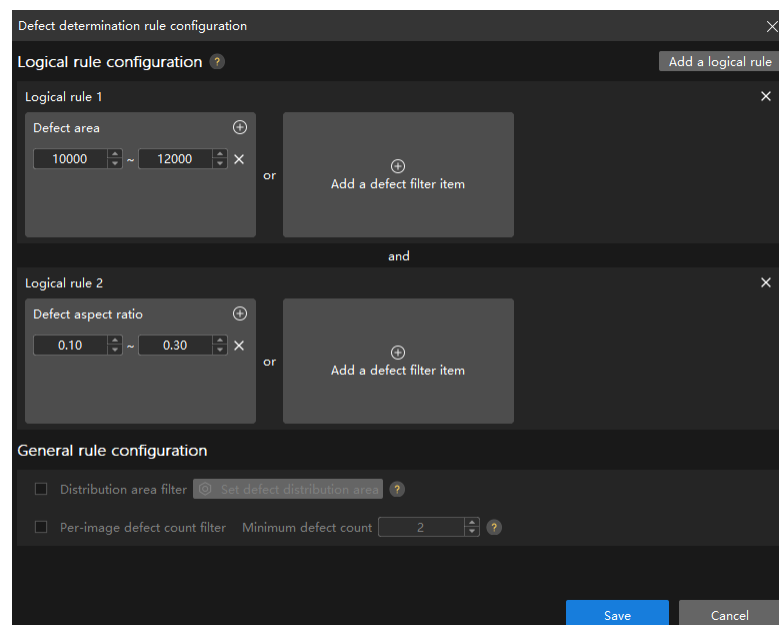 Defect determination rule configuration
Logical rule configuration ? Add a logical rule
Logical rule 1
Defect area
10000 ~ 12000
or
Add a defect filter item
and
Logical rule 2
Defect aspect ratio
0.10 ~ 0.30
or
Add a defect filter item
General rule configuration
Distribution area filter Set defect distribution area ?
Per-image defect count filter Minimum defect count 2 ?
Save Cancel